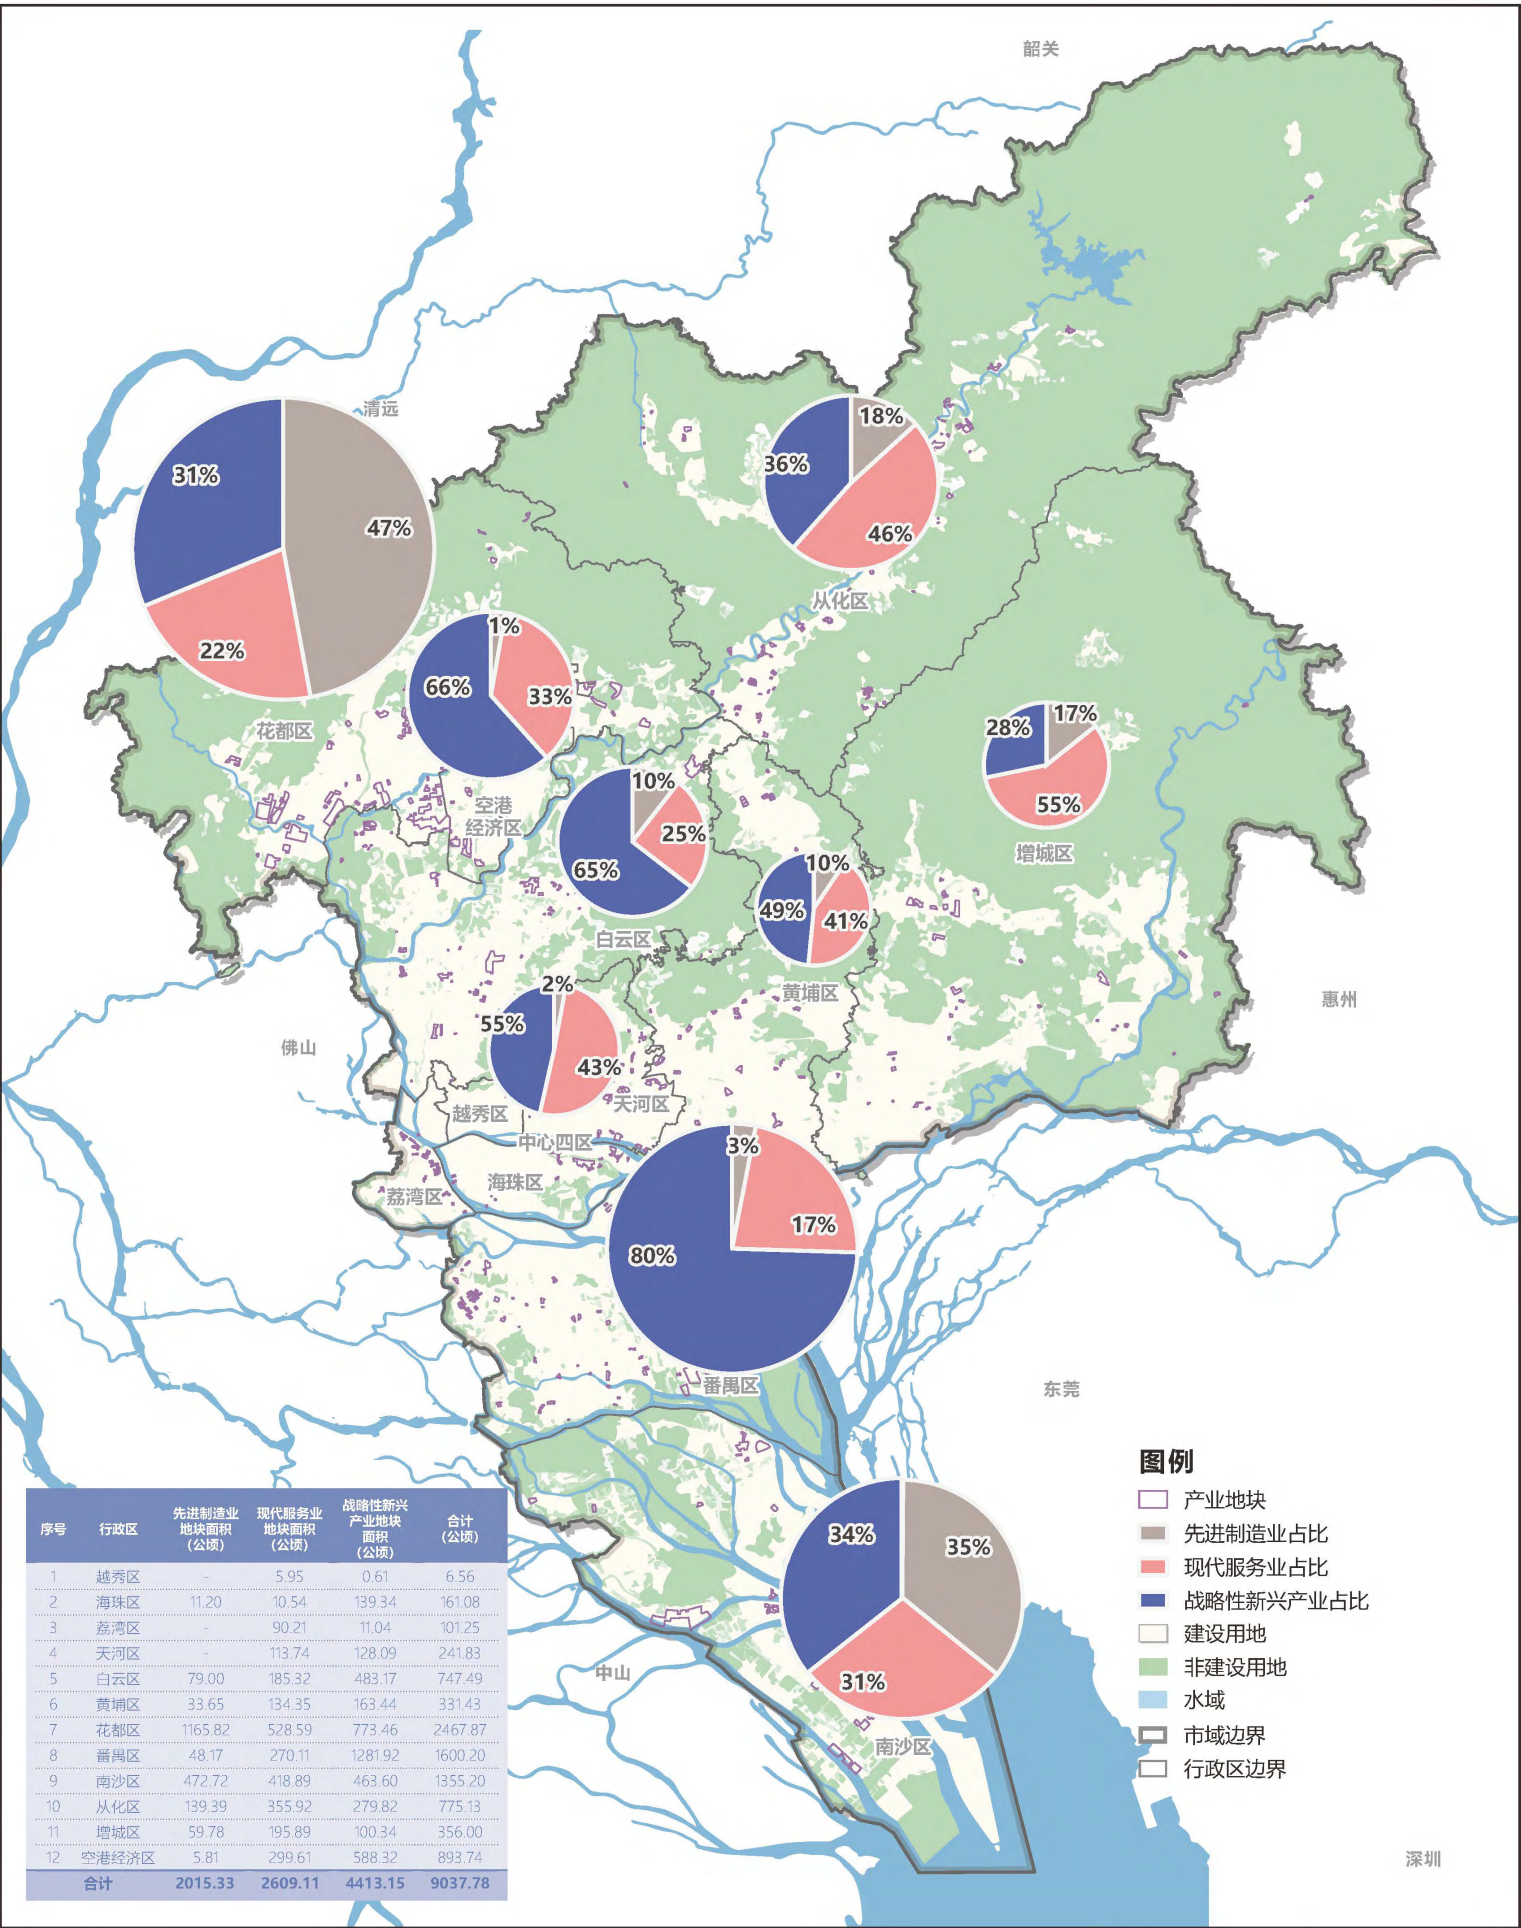 韶关
清远
18%
36%
46%
31%
47%
22%
从化区
1%
66%
33%
花都区
17%
28%
55%
增城区
空港
经济区
10%
25%
65%
白云区
10%
49%
41%
黄埔区
惠州
佛山
2%
55%
43%
天河区
越秀区
中心四区
海珠区
荔湾区
3%
17%
80%
番禺区
东莞
34%
35%
31%
中山
南沙区
深圳
图例
产业地块
先进制造业占比
现代服务业占比
战略性新兴产业占比
建设用地
非建设用地
水域
市域边界
行政区边界
序号 行政区 先进制造业地块面积(公顷) 现代服务业地块面积(公顷) 战略性新兴产业地块面积(公顷) 合计(公顷)
1 越秀区 - 5.95 0.61 6.56
2 海珠区 11.20 10.54 139.34 161.08
3 荔湾区 - 90.21 11.04 101.25
4 天河区 - 113.74 128.09 241.83
5 白云区 79.00 185.32 483.17 747.49
6 黄埔区 33.65 134.35 163.44 331.43
7 花都区 1165.82 528.59 773.46 2467.87
8 番禺区 48.17 270.11 1281.92 1600.20
9 南沙区 472.72 418.89 463.60 1355.20
10 从化区 139.39 355.92 279.82 775.13
11 增城区 59.78 195.89 100.34 356.00
12 空港经济区 5.81 299.61 588.32 893.74
合计 2015.33 2609.11 4413.15 9037.78